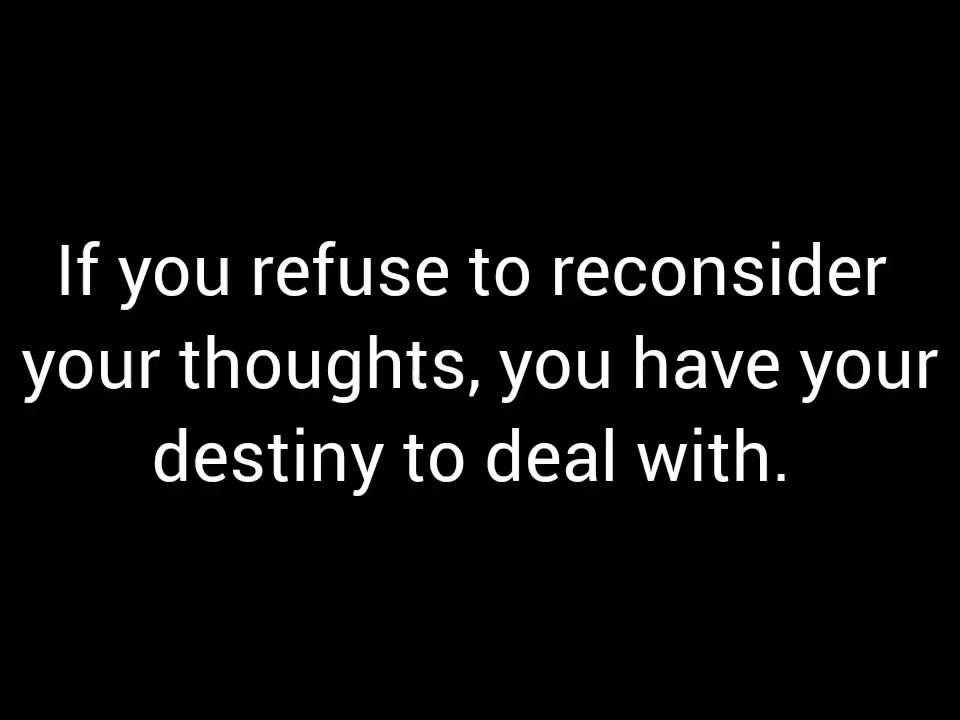 If you refuse to reconsider
your thoughts, you have your
destiny to deal with.